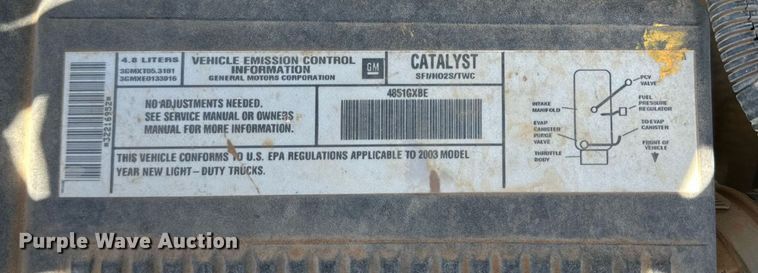 4.8 LITERS
3GMXT05.3181
3GMXE0133916
VEHICLE EMISSION CONTROL
INFORMATION
GENERAL MOTORS CORPORATION
GM
CATALYST
SFI/HO2S/TWC
*32216952*
NO ADJUSTMENTS NEEDED.
SEE SERVICE MANUAL OR OWNERS
MANUAL FOR MORE INFORMATION.
4851GXBE
THIS VEHICLE CONFORMS TO U.S. EPA REGULATIONS APPLICABLE TO 2003 MODEL
YEAR NEW LIGHT-DUTY TRUCKS.
PCV
VALVE
INTAKE
MANIFOLD
FUEL
PRESSURE
REGULATOR
EVAP
CANISTER
PURGE
VALVE
TO EVAP
CANISTER
THROTTLE
BODY
FRONT OF
VEHICLE
Purple Wave Auction